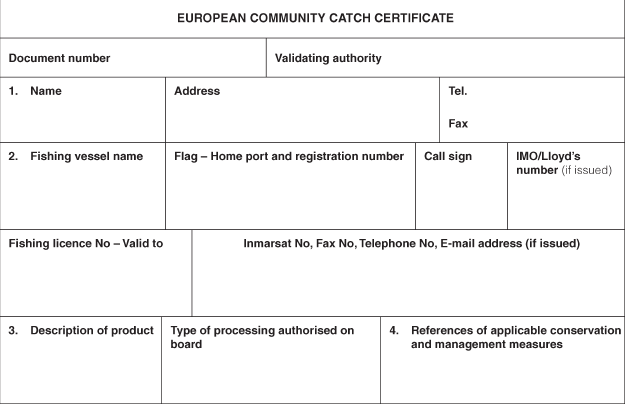 EUROPEAN COMMUNITY CATCH CERTIFICATE
Document number
Validating authority
1. Name
Address
Tel.
Fax
2. Fishing vessel name
Flag – Home port and registration number
Call sign
IMO/Lloyd's
number (if issued)
Fishing licence No – Valid to
Inmarsat No, Fax No, Telephone No, E-mail address (if issued)
3. Description of product
Type of processing authorised on
board
4. References of applicable conservation
and management measures